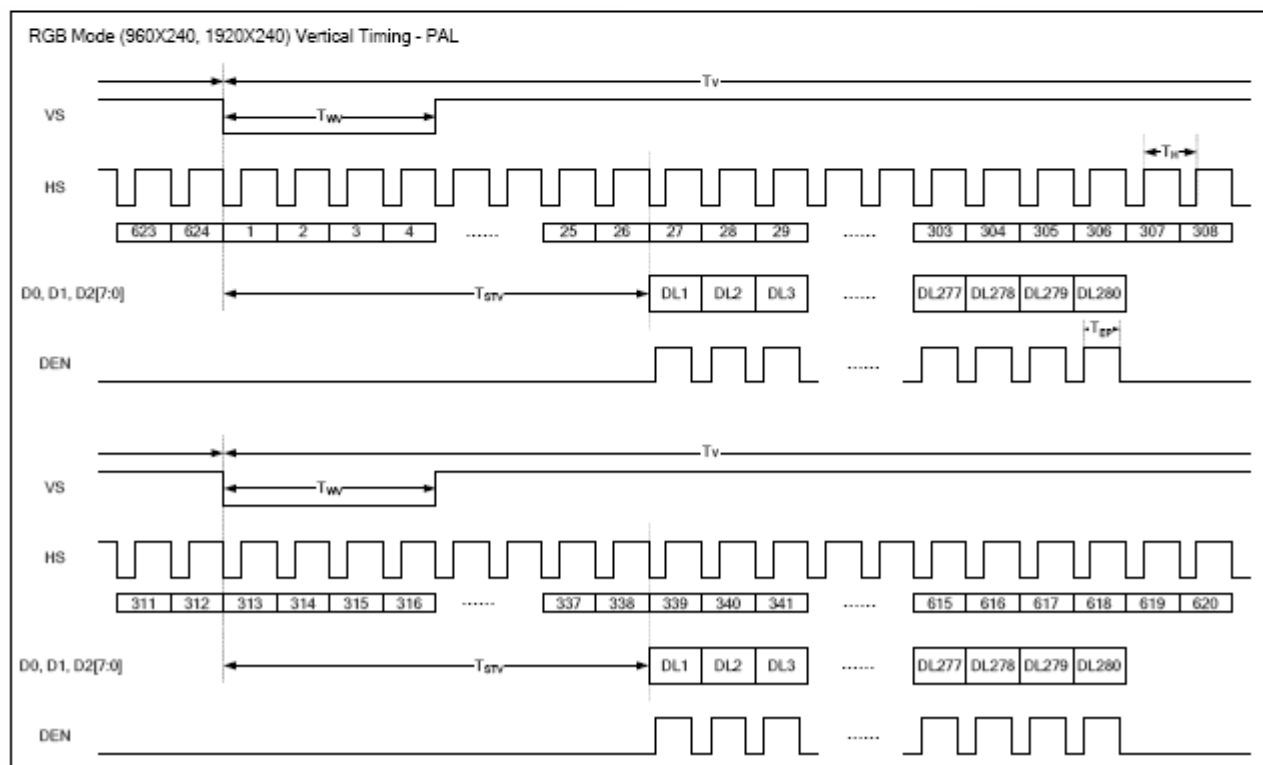 RGB Mode (960X240, 1920X240) Vertical Timing - PAL
Tv
VS
TWV
TH
HS
623 624 1 2 3 4 ...... 25 26 27 28 29 ...... 303 304 305 306 307 308
D0, D1, D2[7:0] TSTV DL1 DL2 DL3 ...... DL277 DL278 DL279 DL280
TEP
DEN ......
Tv
VS
TWV
HS
311 312 313 314 315 316 ...... 337 338 339 340 341 ...... 615 616 617 618 619 620
D0, D1, D2[7:0] TSTV DL1 DL2 DL3 ...... DL277 DL278 DL279 DL280
DEN ......